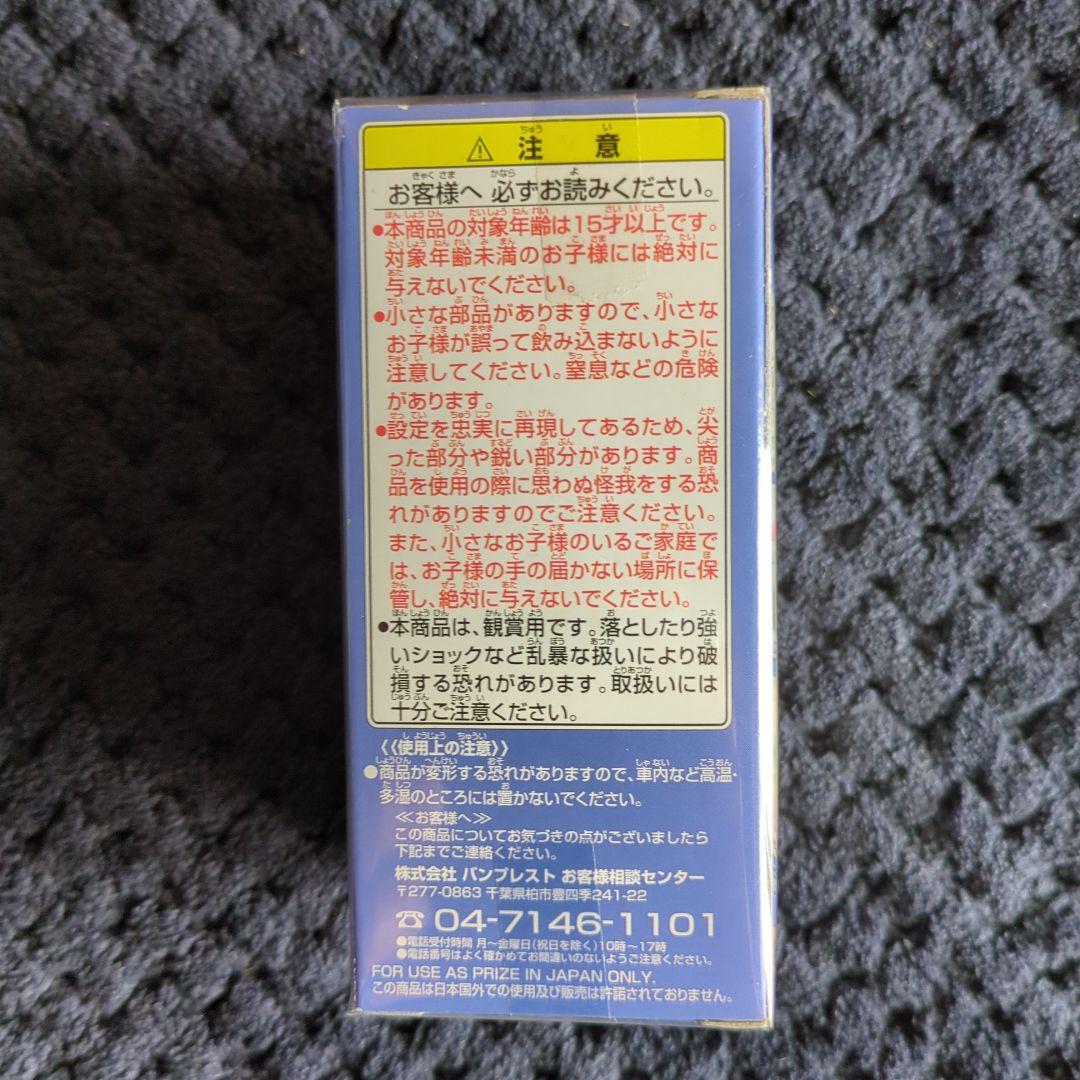 ⚠ 注意
お客様へ 必ずお読みください。
●本商品の対象年齢は15才以上です。
対象年齢未満のお子様には絶対に
与えないでください。
●小さな部品がありますので、小さな
お子様が誤って飲み込まないように
注意してください。窒息などの危険
があります。
●設定を忠実に再現してあるため、尖
った部分や鋭い部分があります。商
品を使用の際に思わぬ怪我をする恐
れがありますのでご注意ください。
また、小さなお子様のいるご家庭で
は、お子様の手の届かない場所に保
管し、絶対に与えないでください。
●本商品は、観賞用です。落としたり強
いショックなど乱暴な扱いにより破
損する恐れがあります。取扱いには
十分ご注意ください。
《使用上の注意》
●商品が変形する恐れがありますので、車内など高温・
多湿のところには置かないでください。
≪お客様へ≫
この商品についてお気づきの点がございましたら
下記までご連絡ください。
株式会社 バンプレスト お客様相談センター
〒277-0863 千葉県柏市豊四季241-22
☎ 04-7146-1101
●電話受付時間 月〜金曜日(祝日を除く)10時〜17時
●電話番号はよく確かめてお間違いのないようご注意ください。
FOR USE AS PRIZE IN JAPAN ONLY.
この商品は日本国外での使用及び販売は許諾されておりません。